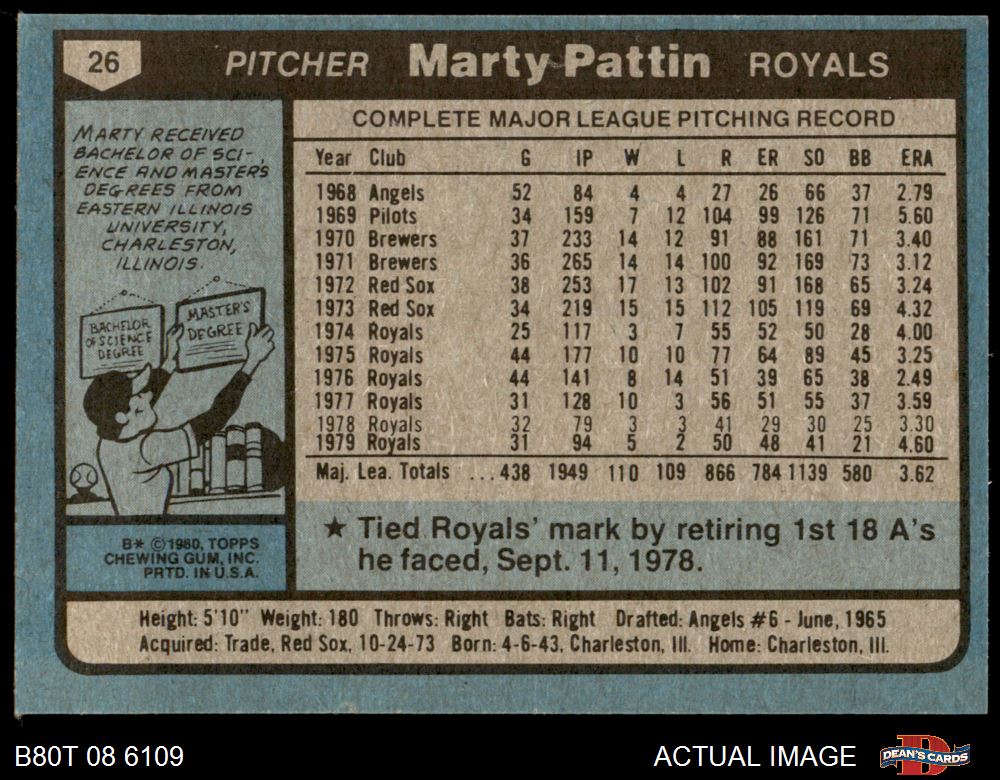 26 PITCHER Marty Pattin ROYALS
MARTY RECEIVED
BACHELOR OF SCI-
ENCE AND MASTER'S
DEGREES FROM
EASTERN ILLINOIS
UNIVERSITY,
CHARLESTON,
ILLINOIS.
BACHELOR
OF SCIENCE
DEGREE
MASTER'S
DEGREE
B* ©1980, TOPPS
CHEWING GUM, INC.
PRTD. IN U.S.A.
COMPLETE MAJOR LEAGUE PITCHING RECORD
Year Club G IP W L R ER SO BB ERA
1968 Angels 52 84 4 4 27 26 66 37 2.79
1969 Pilots 34 159 7 12 104 99 126 71 5.60
1970 Brewers 37 233 14 12 91 88 161 71 3.40
1971 Brewers 36 265 14 14 100 92 169 73 3.12
1972 Red Sox 38 253 17 13 102 91 168 65 3.24
1973 Red Sox 34 219 15 15 112 105 119 69 4.32
1974 Royals 25 117 3 7 55 52 50 28 4.00
1975 Royals 44 177 10 10 77 64 89 45 3.25
1976 Royals 44 141 8 14 51 39 65 38 2.49
1977 Royals 31 128 10 3 56 51 55 37 3.59
1978 Royals 32 79 3 3 41 29 30 25 3.30
1979 Royals 31 94 5 2 50 48 41 21 4.60
Maj. Lea. Totals ...438 1949 110 109 866 784 1139 580 3.62
★ Tied Royals' mark by retiring 1st 18 A's
he faced, Sept. 11, 1978.
Height: 5'10" Weight: 180 Throws: Right Bats: Right Drafted: Angels #6 - June, 1965
Acquired: Trade, Red Sox, 10-24-73 Born: 4-6-43, Charleston, Ill. Home: Charleston, Ill.
B80T 08 6109 ACTUAL IMAGE DEAN'S CARDS